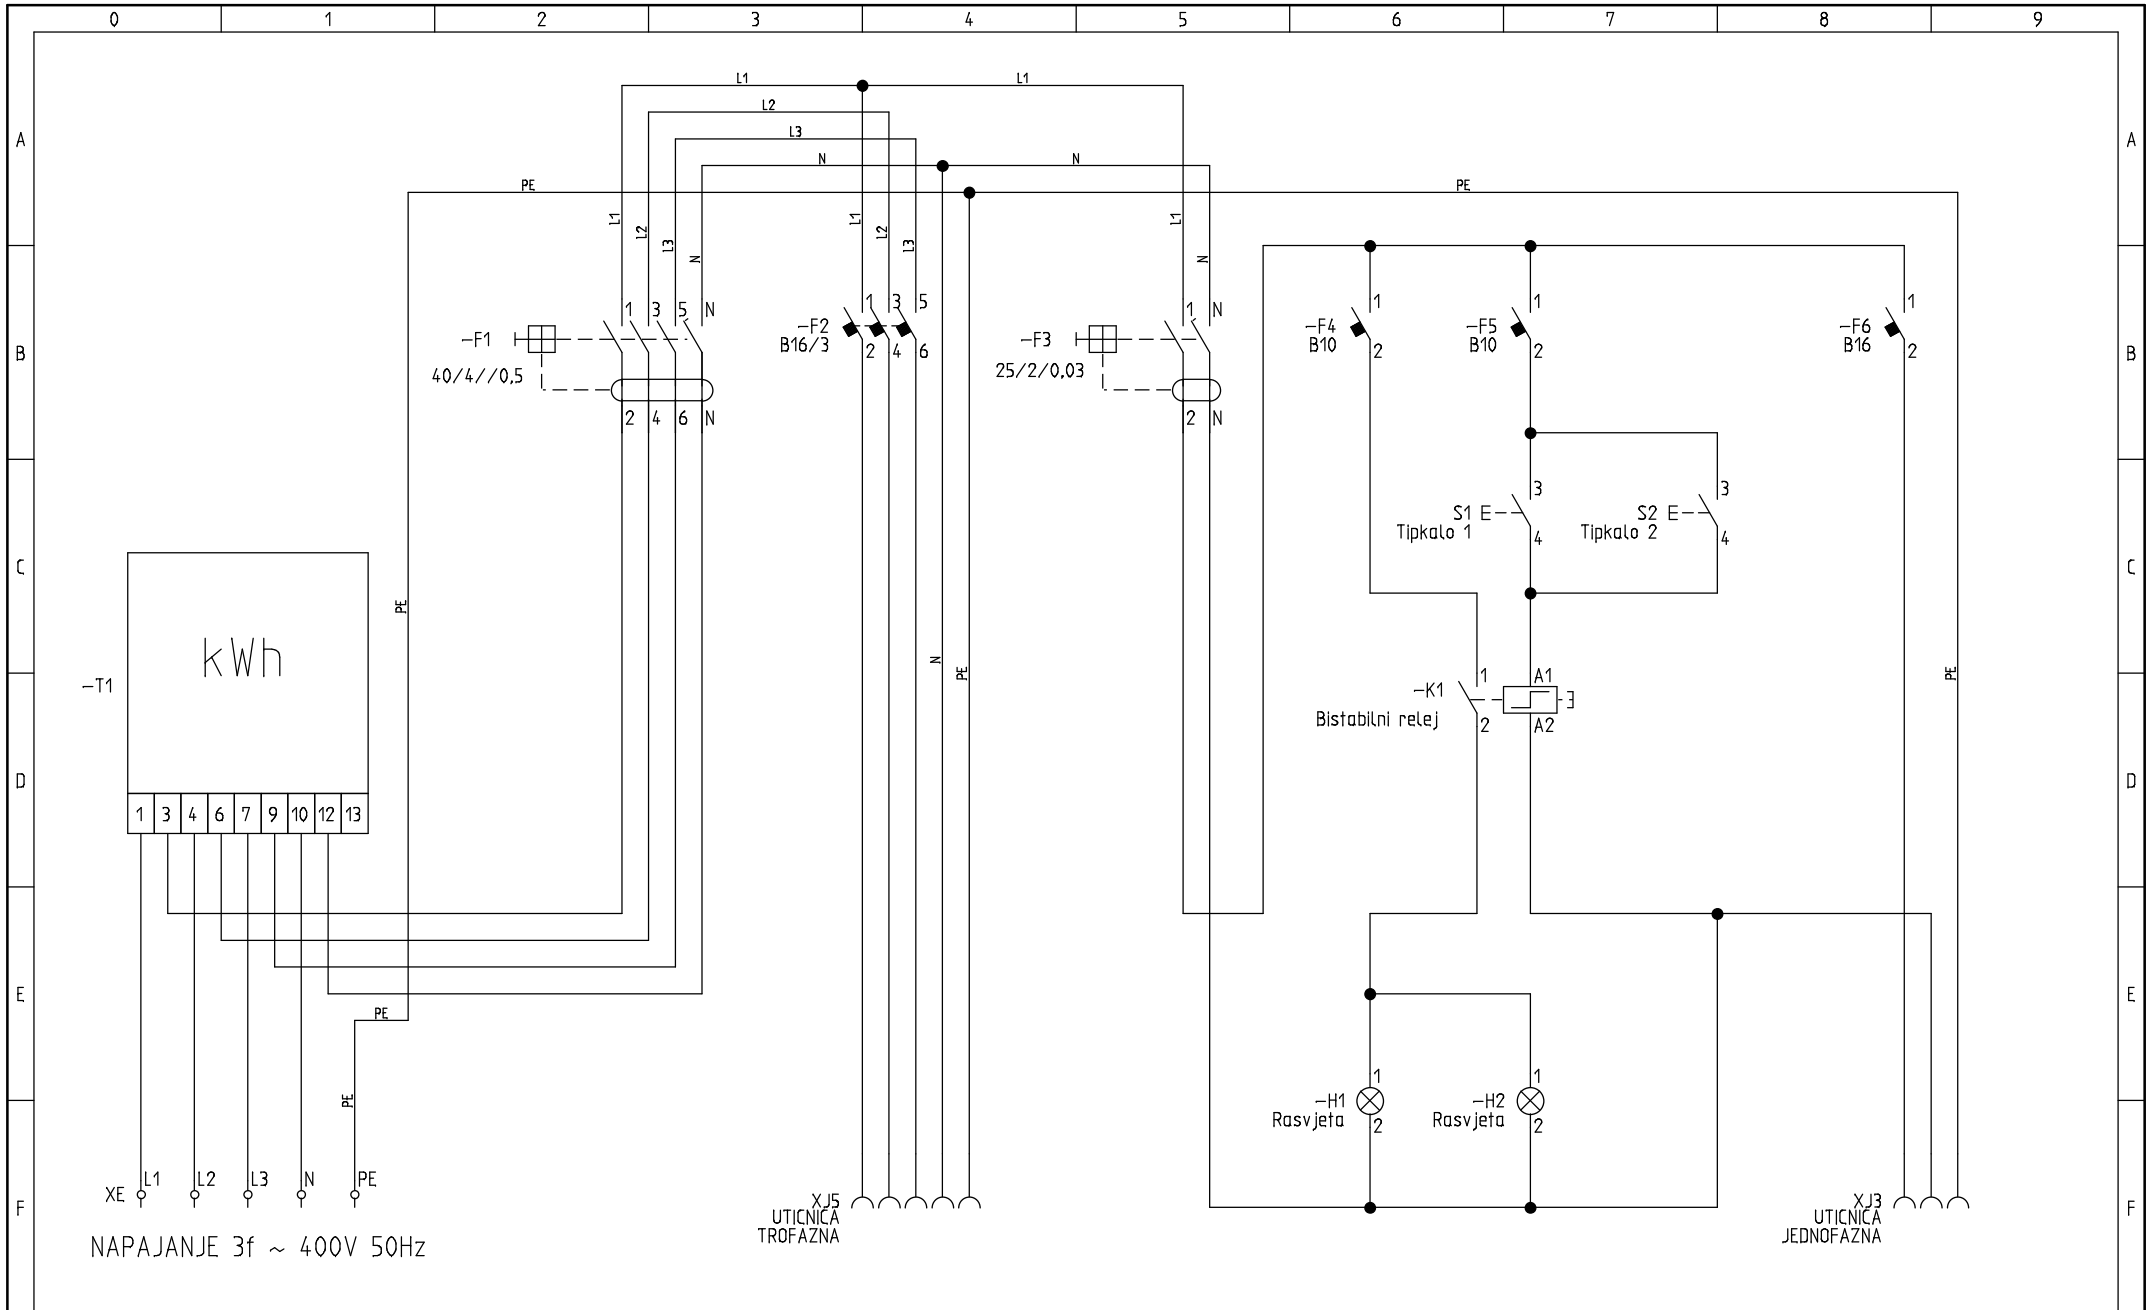 0 1 2 3 4 5 6 7 8 9
L1 L1
L2
L3
A A
N N
PE PE
L1 L2 L3 N
L1 L2 L3
L1 N
1 3 5 N
1 3 5
1 N
1 1 1
-F1
40/4//0,5
-F2
B16/3
-F3
25/2/0,03
-F4
B10
-F5
B10
-F6
B16
B B
2 4 6
2 2 2
2 4 6 N
2 N
3 3
S1
Tipkalo 1
S2
Tipkalo 2
4 4
C C
PE
kWh
N PE PE
-T1
-K1
Bistabilni relej
1 A1
2 A2
D D
1 3 4 6 7 9 10 12 13
E E
PE
PE
1 1
-H1
Rasvjeta
-H2
Rasvjeta
2 2
XE L1 L2 L3 N PE
F F
XJ5
UTICNICA
TROFAZNA
XJ3
UTICNICA
JEDNOFAZNA
NAPAJANJE 3f ~ 400V 50Hz